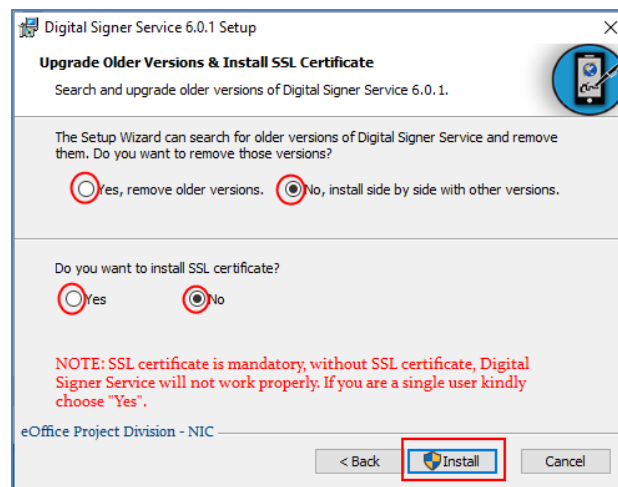 Digital Signer Service 6.0.1 Setup
Upgrade Older Versions & Install SSL Certificate
Search and upgrade older versions of Digital Signer Service 6.0.1.
The Setup Wizard can search for older versions of Digital Signer Service and remove
them. Do you want to remove those versions?
Yes, remove older versions. No, install side by side with other versions.
Do you want to install SSL certificate?
Yes No
NOTE: SSL certificate is mandatory, without SSL certificate, Digital
Signer Service will not work properly. If you are a single user kindly
choose "Yes".
eOffice Project Division - NIC
< Back Install Cancel